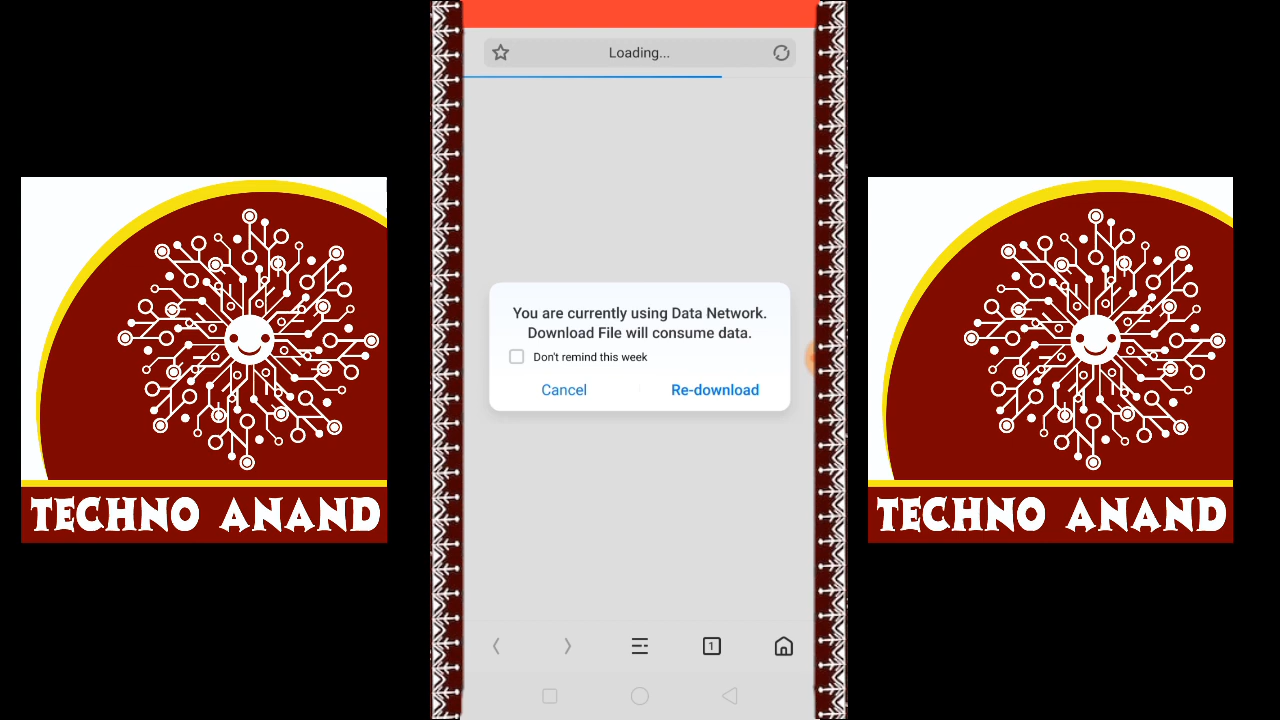 Loading...
You are currently using Data Network.
Download File will consume data.
Don't remind this week
Cancel
Re-download
1
TECHNO ANAND
TECHNO ANAND